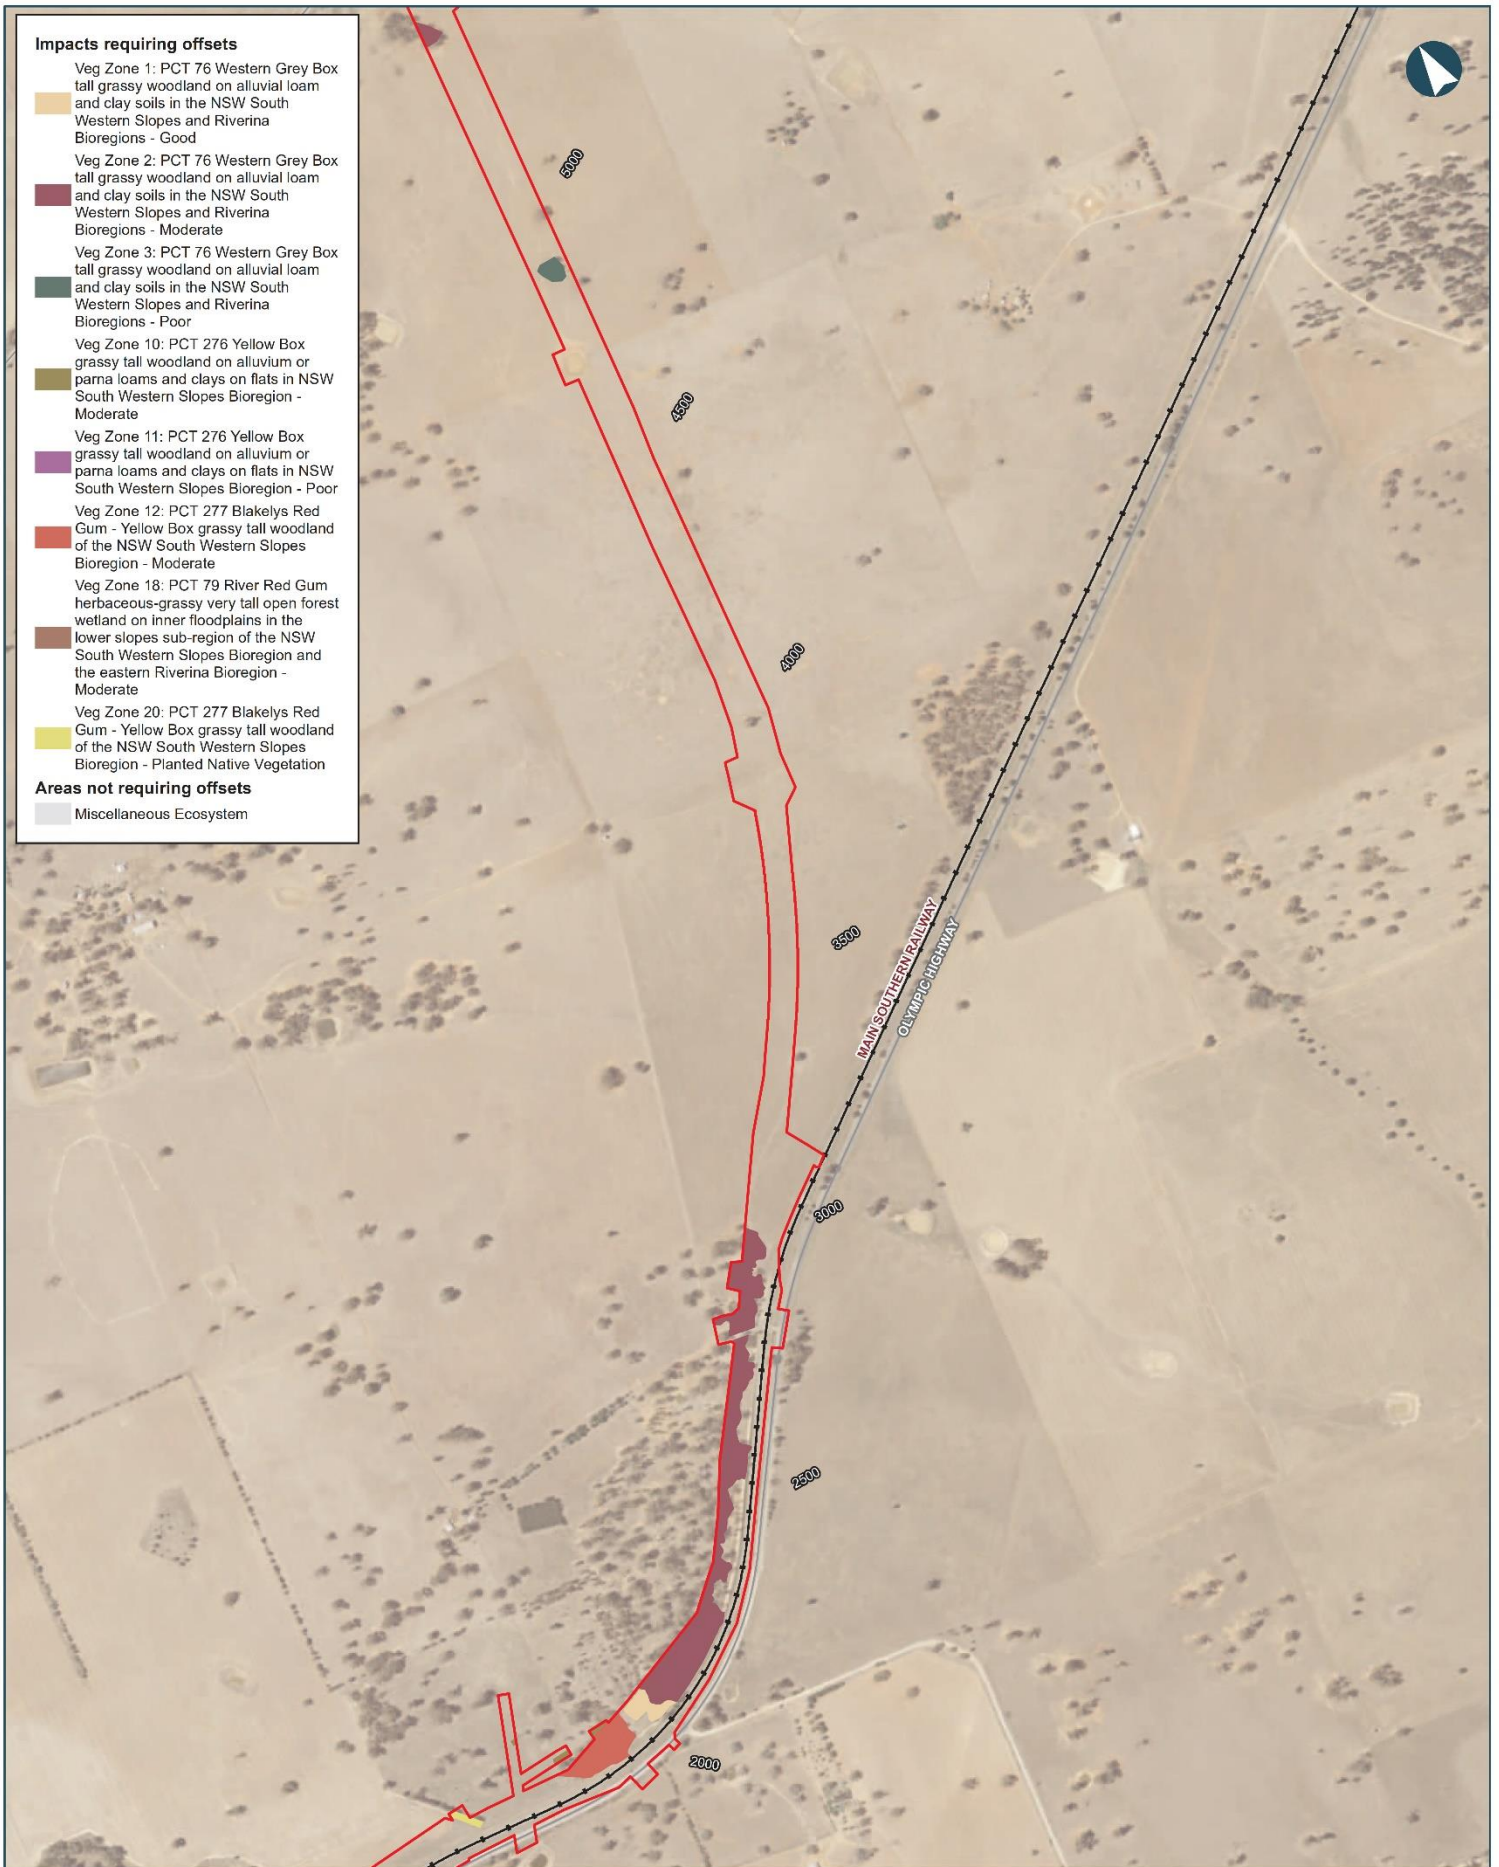 Impacts requiring offsets
Veg Zone 1: PCT 76 Western Grey Box
tall grassy woodland on alluvial loam
and clay soils in the NSW South
Western Slopes and Riverina
Bioregions - Good
Veg Zone 2: PCT 76 Western Grey Box
tall grassy woodland on alluvial loam
and clay soils in the NSW South
Western Slopes and Riverina
Bioregions - Moderate
Veg Zone 3: PCT 76 Western Grey Box
tall grassy woodland on alluvial loam
and clay soils in the NSW South
Western Slopes and Riverina
Bioregions - Poor
Veg Zone 10: PCT 276 Yellow Box
grassy tall woodland on alluvium or
parna loams and clays on flats in NSW
South Western Slopes Bioregion -
Moderate
Veg Zone 11: PCT 276 Yellow Box
grassy tall woodland on alluvium or
parna loams and clays on flats in NSW
South Western Slopes Bioregion - Poor
Veg Zone 12: PCT 277 Blakelys Red
Gum - Yellow Box grassy tall woodland
of the NSW South Western Slopes
Bioregion - Moderate
Veg Zone 18: PCT 79 River Red Gum
herbaceous-grassy very tall open forest
wetland on inner floodplains in the
lower slopes sub-region of the NSW
South Western Slopes Bioregion and
the eastern Riverina Bioregion -
Moderate
Veg Zone 20: PCT 277 Blakelys Red
Gum - Yellow Box grassy tall woodland
of the NSW South Western Slopes
Bioregion - Planted Native Vegetation
Areas not requiring offsets
Miscellaneous Ecosystem
5000
4500
4000
3500
MAIN SOUTHERN RAILWAY
OLYMPIC HIGHWAY
3000
2500
2000